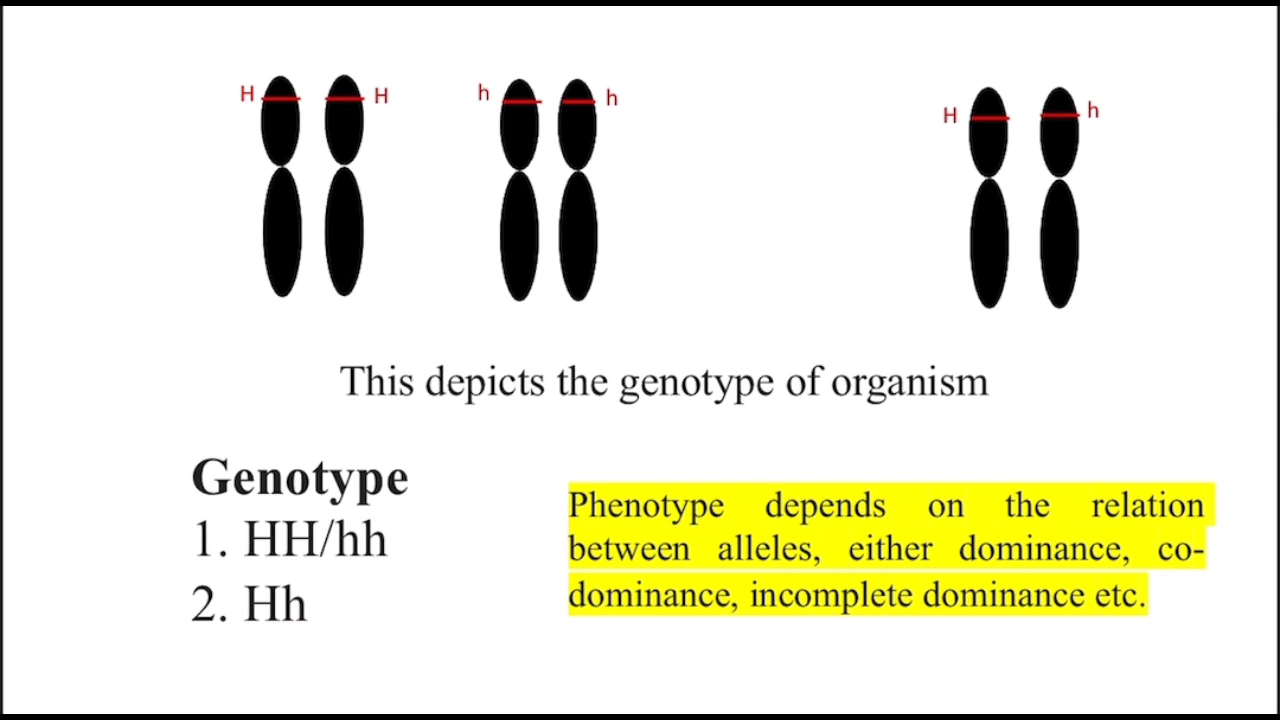 H H h h H h
This depicts the genotype of organism
Genotype
1. HH/hh
2. Hh
Phenotype depends on the relation
between alleles, either dominance, co-
dominance, incomplete dominance etc.